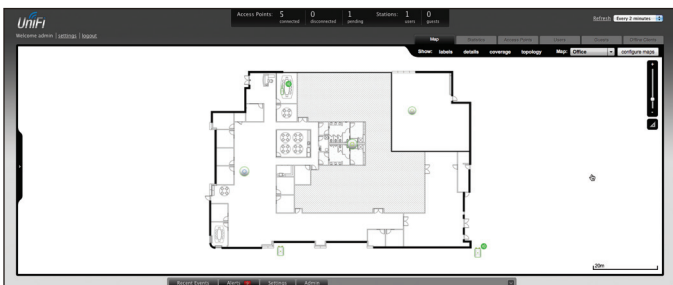 UniFi
Access Points: 5 connected 0 disconnected 1 pending Stations: 1 users 0 guests
Refresh Every 2 minutes
Welcome admin | settings | logout
Map Statistics Access Points Users Guests Offline Clients
Show: labels details coverage topology Map: Office configure maps
20m
Recent Events Alerts Settings Admin